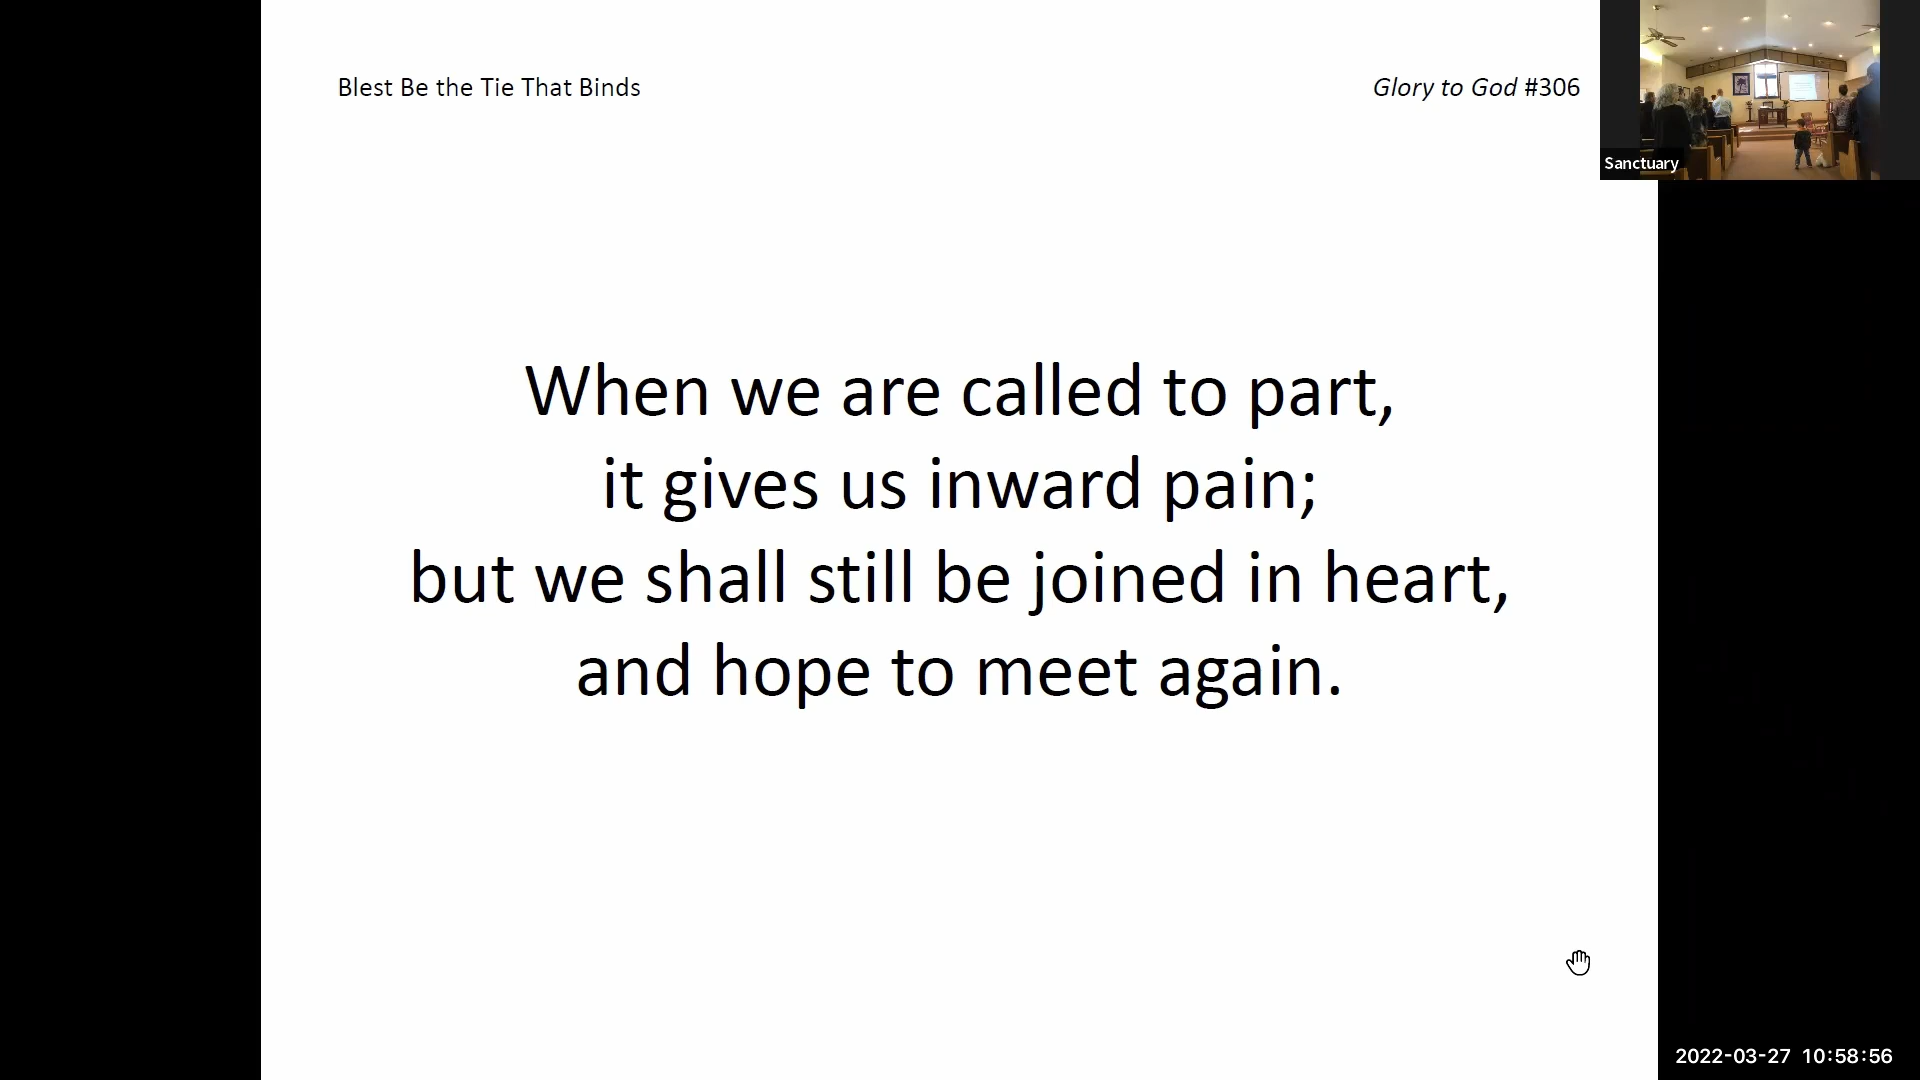 Blest Be the Tie That Binds
Glory to God #306
Sanctuary
When we are called to part,
it gives us inward pain;
but we shall still be joined in heart,
and hope to meet again.
2022-03-27 10:58:56